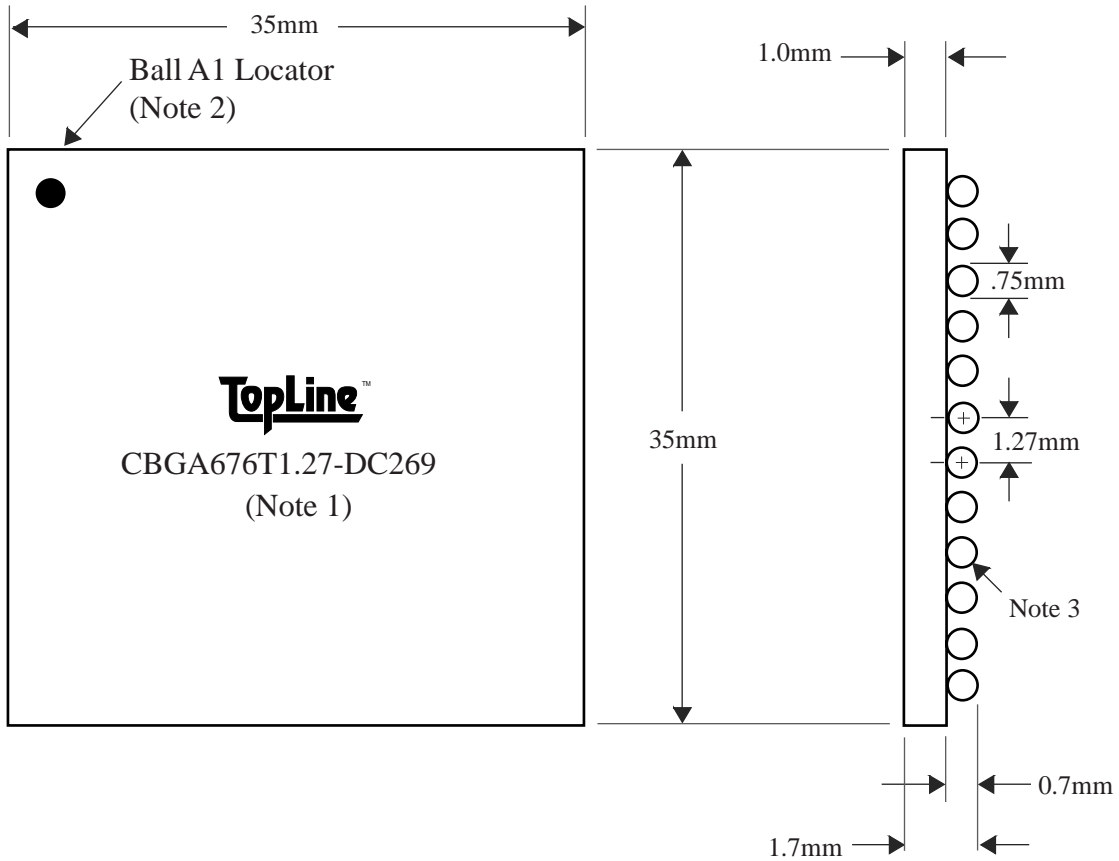 35mm
Ball A1 Locator
(Note 2)
1.0mm
.75mm
35mm
1.27mm
TopLine™
CBGA676T1.27-DC269
(Note 1)
Note 3
0.7mm
1.7mm